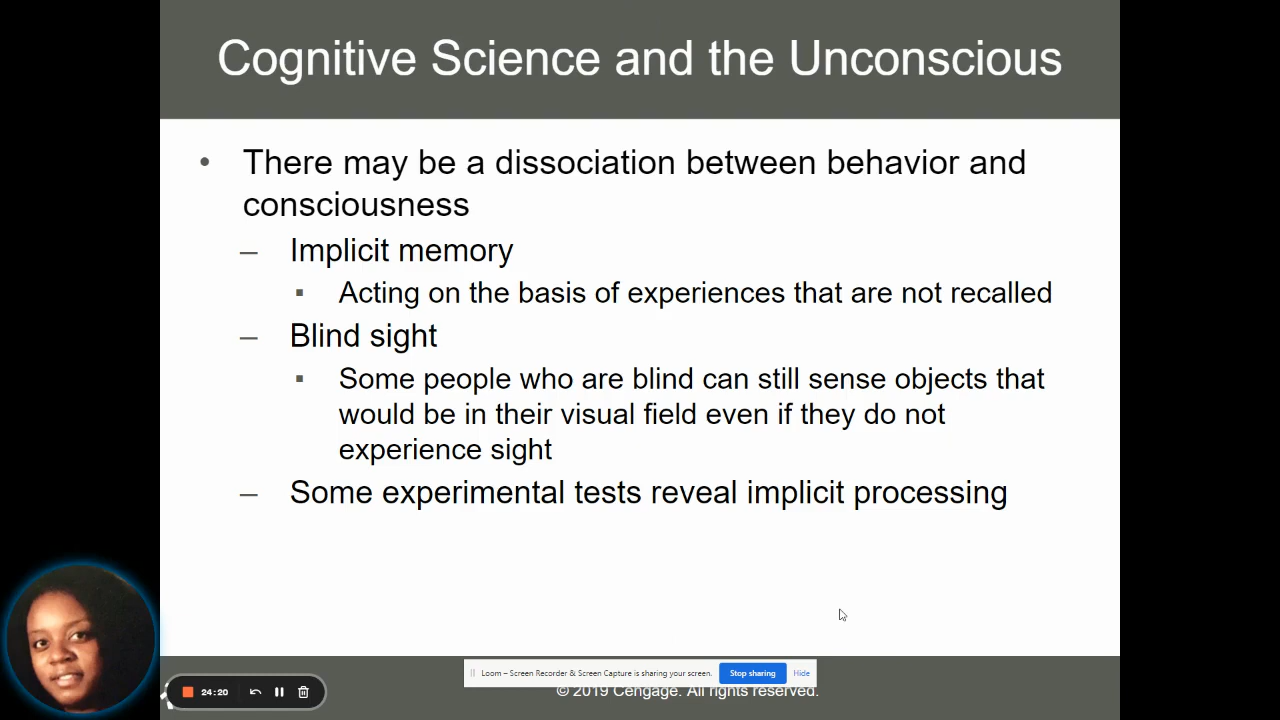 Cognitive Science and the Unconscious
• There may be a dissociation between behavior and
consciousness
– Implicit memory
▪ Acting on the basis of experiences that are not recalled
– Blind sight
▪ Some people who are blind can still sense objects that
would be in their visual field even if they do not
experience sight
– Some experimental tests reveal implicit processing
Loom – Screen Recorder & Screen Capture is sharing your screen. Stop sharing Hide
24:20
© 2019 Cengage. All rights reserved.